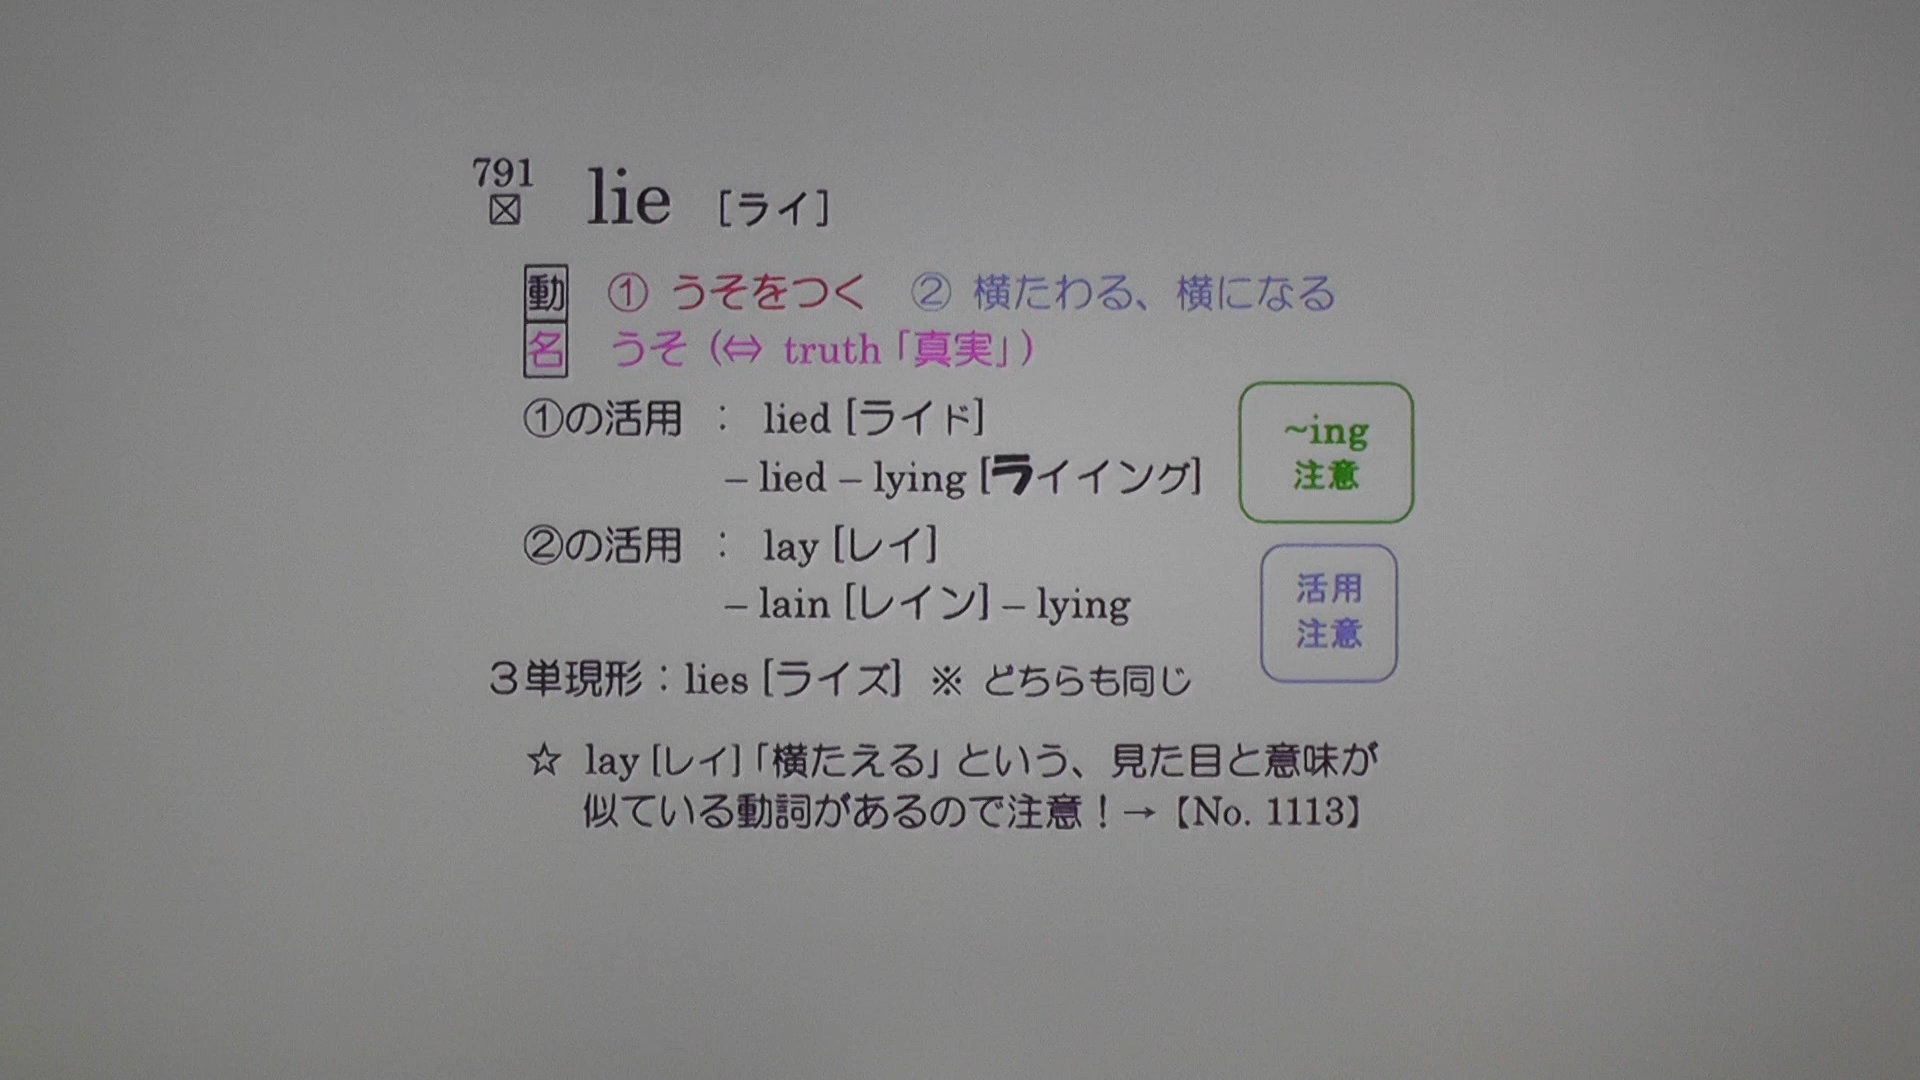 791
☒ lie [ライ]
動 ① うそをつく ② 横たわる、横になる
名 うそ (⇔ truth「真実」)
①の活用 : lied [ライド]
– lied – lying [ライイング]
~ing
注意
②の活用 : lay [レイ]
– lain [レイン] – lying
活用
注意
3単現形：lies [ライズ] ※ どちらも同じ
☆ lay [レイ]「横たえる」という、見た目と意味が
似ている動詞があるので注意！→【No. 1113】